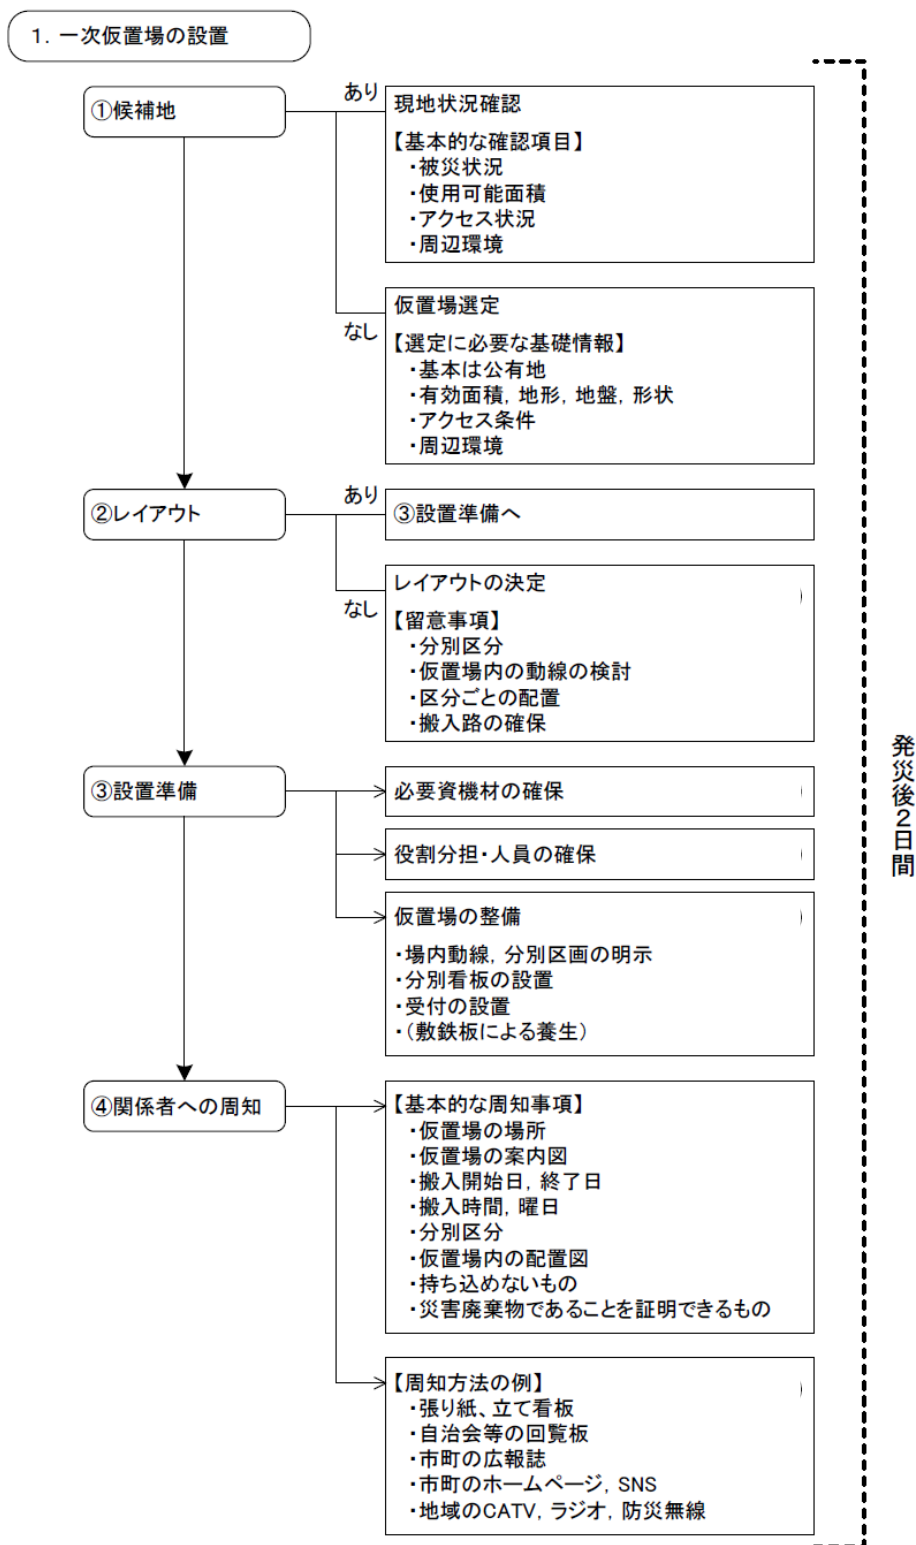 1．一次仮置場の設置
①候補地
あり
現地状況確認
【基本的な確認項目】
・被災状況
・使用可能面積
・アクセス状況
・周辺環境
なし
仮置場選定
【選定に必要な基礎情報】
・基本は公有地
・有効面積，地形，地盤，形状
・アクセス条件
・周辺環境
②レイアウト
あり
③設置準備へ
なし
レイアウトの決定
【留意事項】
・分別区分
・仮置場内の動線の検討
・区分ごとの配置
・搬入路の確保
③設置準備
必要資機材の確保
役割分担・人員の確保
仮置場の整備
・場内動線，分別区画の明示
・分別看板の設置
・受付の設置
・（敷鉄板による養生）
④関係者への周知
【基本的な周知事項】
・仮置場の場所
・仮置場の案内図
・搬入開始日，終了日
・搬入時間，曜日
・分別区分
・仮置場内の配置図
・持ち込めないもの
・災害廃棄物であることを証明できるもの
【周知方法の例】
・張り紙、立て看板
・自治会等の回覧板
・市町の広報誌
・市町のホームページ，SNS
・地域のCATV，ラジオ，防災無線
発災後2日間